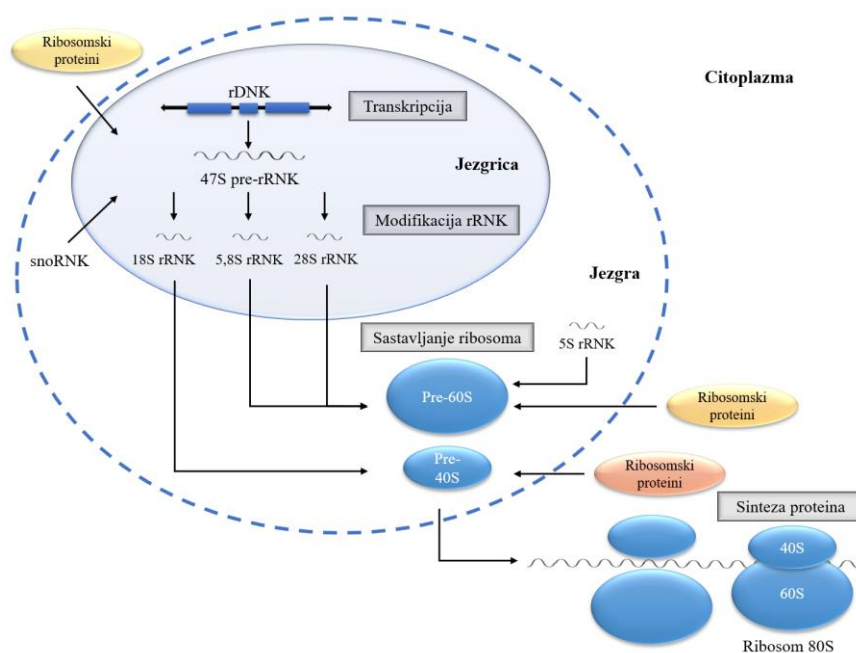 Ribosomski
proteini
Citoplazma
rDNK
Transkripcija
Jezgrica
47S pre-rRNK
Modifikacija rRNK
snoRNK
18S rRNK
5,8S rRNK
28S rRNK
Jezgra
Sastavljanje ribosoma
5S rRNK
Pre-60S
Ribosomski
proteini
Pre-
40S
Ribosomski
proteini
Sinteza proteina
40S
60S
Ribosom 80S